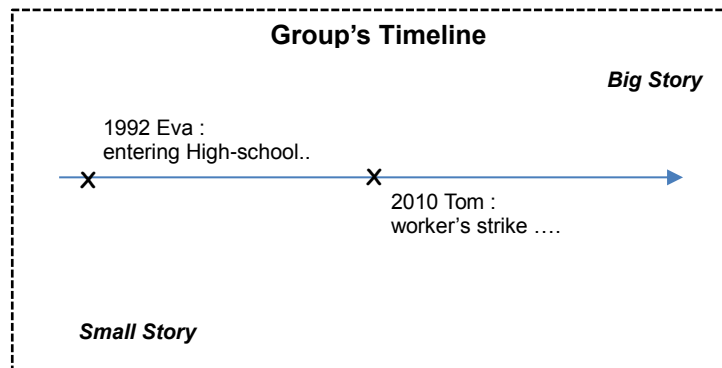 Group’s Timeline
Big Story
1992 Eva :
entering High-school..
2010 Tom :
worker’s strike ….
Small Story